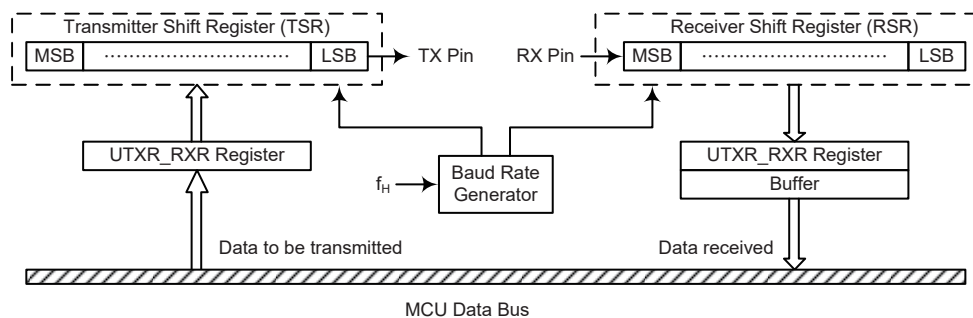 Transmitter Shift Register (TSR)
MSB ................................ LSB
TX Pin
Receiver Shift Register (RSR)
RX Pin
MSB ................................ LSB
UTXR_RXR Register
f_H
Baud Rate
Generator
UTXR_RXR Register
Buffer
Data to be transmitted
Data received
MCU Data Bus